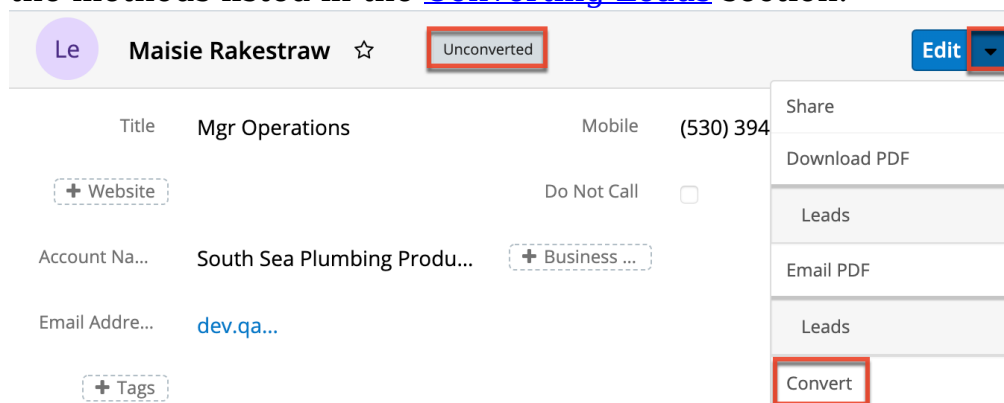 the methods listed in the Converting Leads section.
Le Maisie Rakestraw Unconverted Edit
Share
Title Mgr Operations Mobile (530) 394
Download PDF
+ Website Do Not Call
Leads
Account Na... South Sea Plumbing Produ... + Business ...
Email PDF
Email Addre... dev.qa...
Leads
+ Tags
Convert